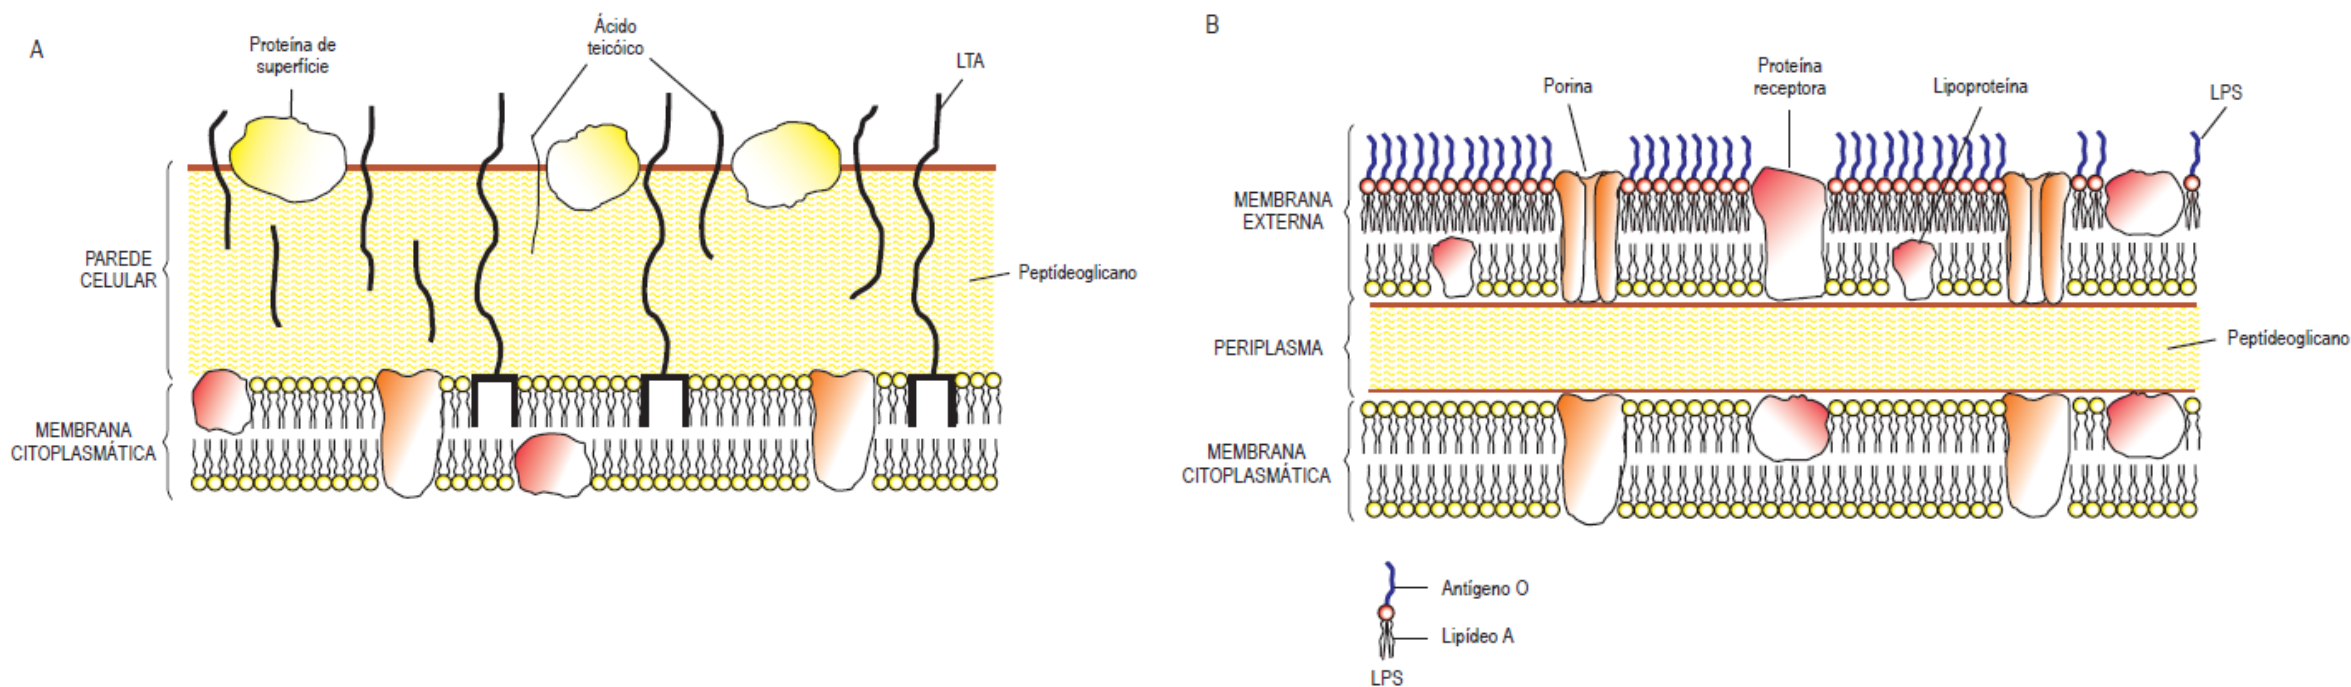 A
Proteína de
superfície
Ácido
teicóico
LTA
PAREDE
CELULAR
Peptídeoglicano
MEMBRANA
CITOPLASMÁTICA
B
Porina
Proteína
receptora
Lipoproteína
LPS
MEMBRANA
EXTERNA
PERIPLASMA
Peptídeoglicano
MEMBRANA
CITOPLASMÁTICA
Antígeno O
Lipídeo A
LPS